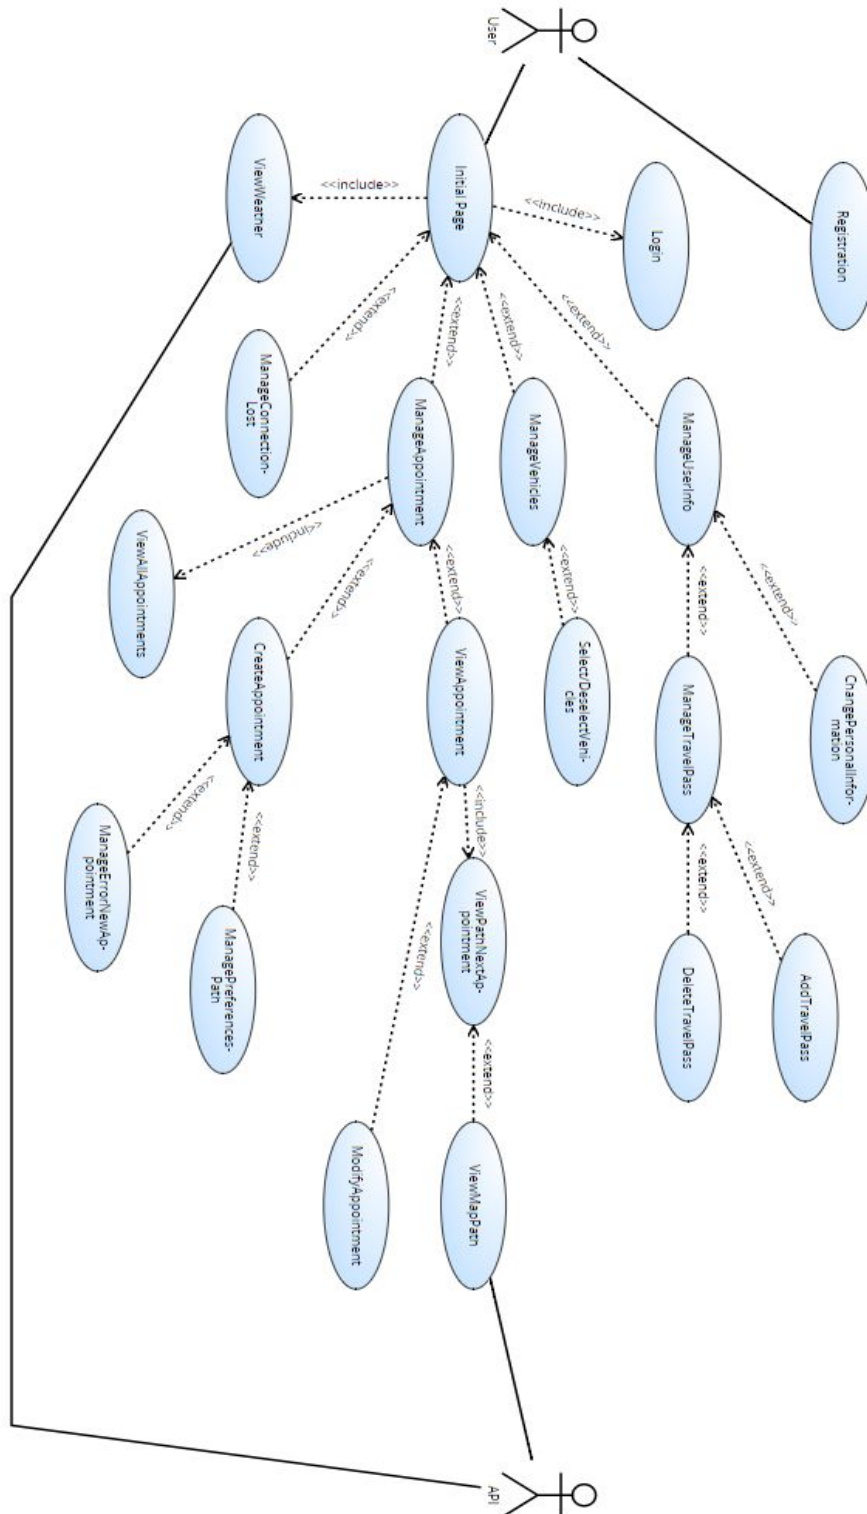 Registration
ChangePersonalInfor-
mation
AddTravelPass
<<extend>>
<<extend>>
ManageUserInfo
<<extend>>
ManageTravelPass
<<extend>>
DeleteTravelPass
Login
<<include>>
<<extend>>
Select/DeselectVehi-
cles
<<extend>>
ManageVehicles
<<extend>>
User
Initial Page
<<extend>>
ManageAppointment
<<extend>>
ViewAppointment
<<include>>
ViewPathNextAp-
pointment
<<extend>>
ViewMapPath
API
<<extend>>
<<include>>
<<extend>>
<<extend>>
ModifyAppointment
<<include>>
ViewWeatner
ManageConnection-
Lost
CreateAppointment
<<extend>>
ManagePreferences-
Path
<<extend>>
ViewAllAppointments
ManageErrorNewAp-
pointment